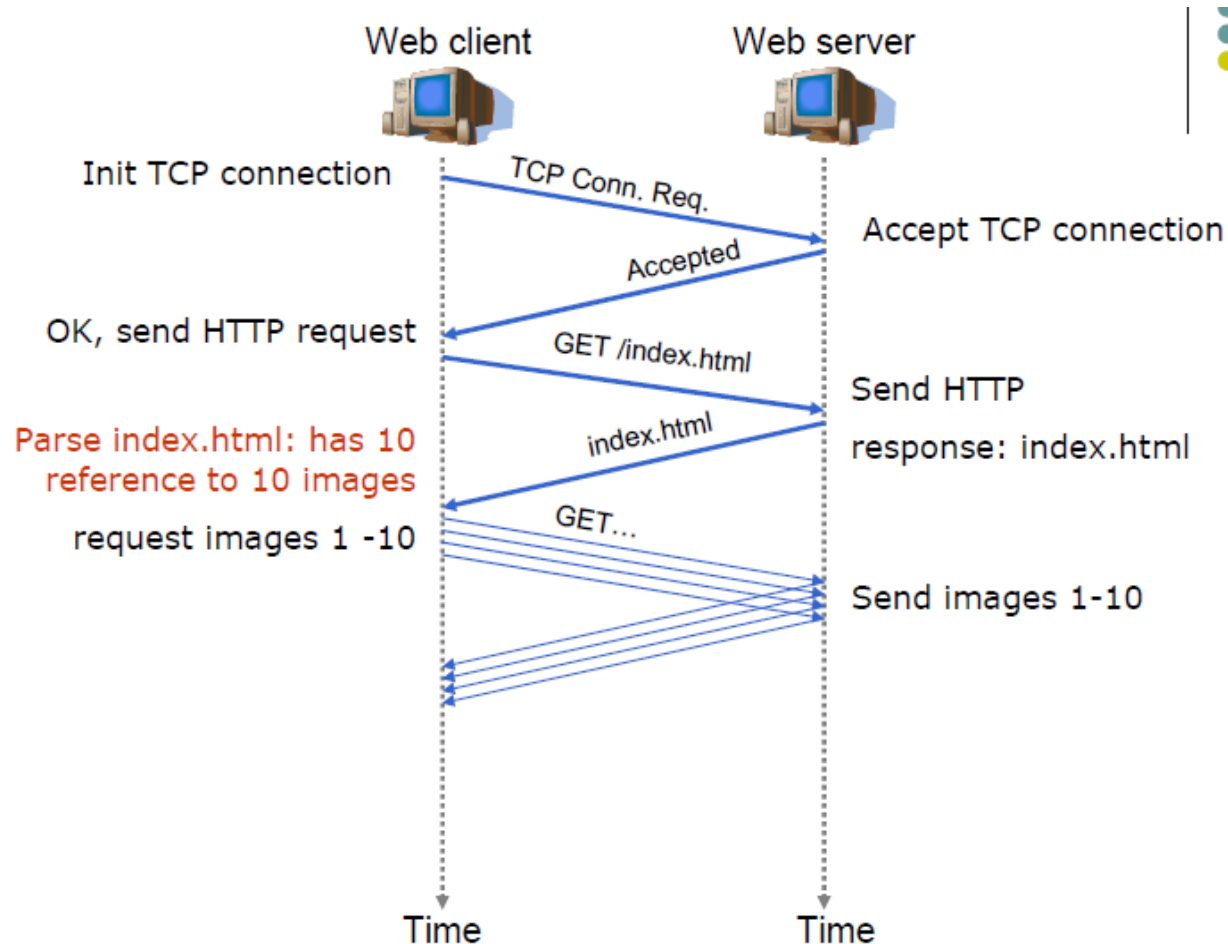 Web client
Web server
Init TCP connection
TCP Conn. Req.
Accept TCP connection
Accepted
OK, send HTTP request
GET /index.html
Send HTTP
response: index.html
index.html
Parse index.html: has 10
reference to 10 images
request images 1 -10
GET...
Send images 1-10
Time
Time